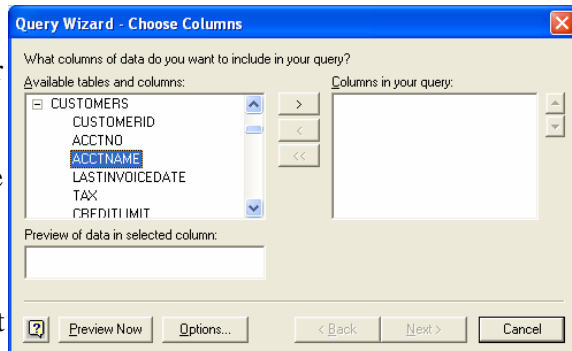 Query Wizard - Choose Columns
What columns of data do you want to include in your query?
Available tables and columns:
Columns in your query:
CUSTOMERS
CUSTOMERID
ACCTNO
ACCTNAME
LASTINVOICEDATE
TAX
CREDITLIMIT
>
<
<<
Preview of data in selected column:
? Preview Now Options... < Back Next > Cancel